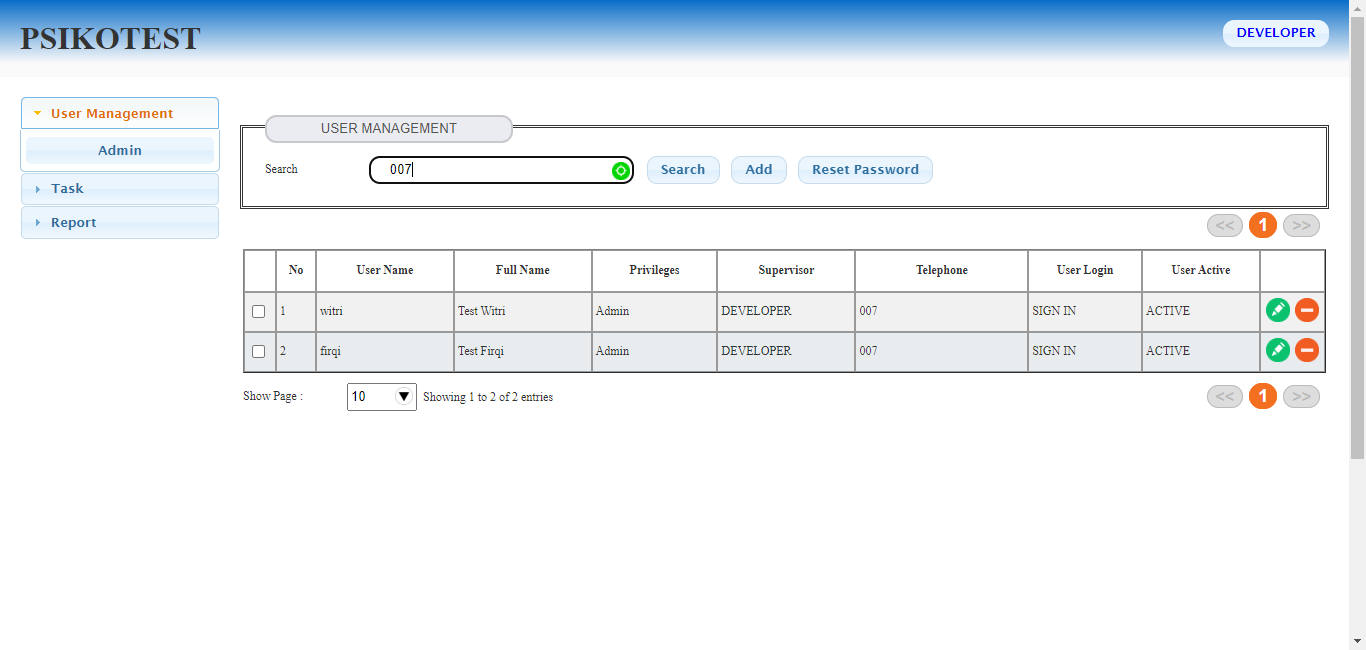 PSIKOTEST
DEVELOPER
User Management
Admin
Task
Report
USER MANAGEMENT
Search 007 Search Add Reset Password
<< 1 >>
No User Name Full Name Privileges Supervisor Telephone User Login User Active
1 witri Test Witri Admin DEVELOPER 007 SIGN IN ACTIVE
2 firqi Test Firqi Admin DEVELOPER 007 SIGN IN ACTIVE
Show Page : 10 Showing 1 to 2 of 2 entries << 1 >>